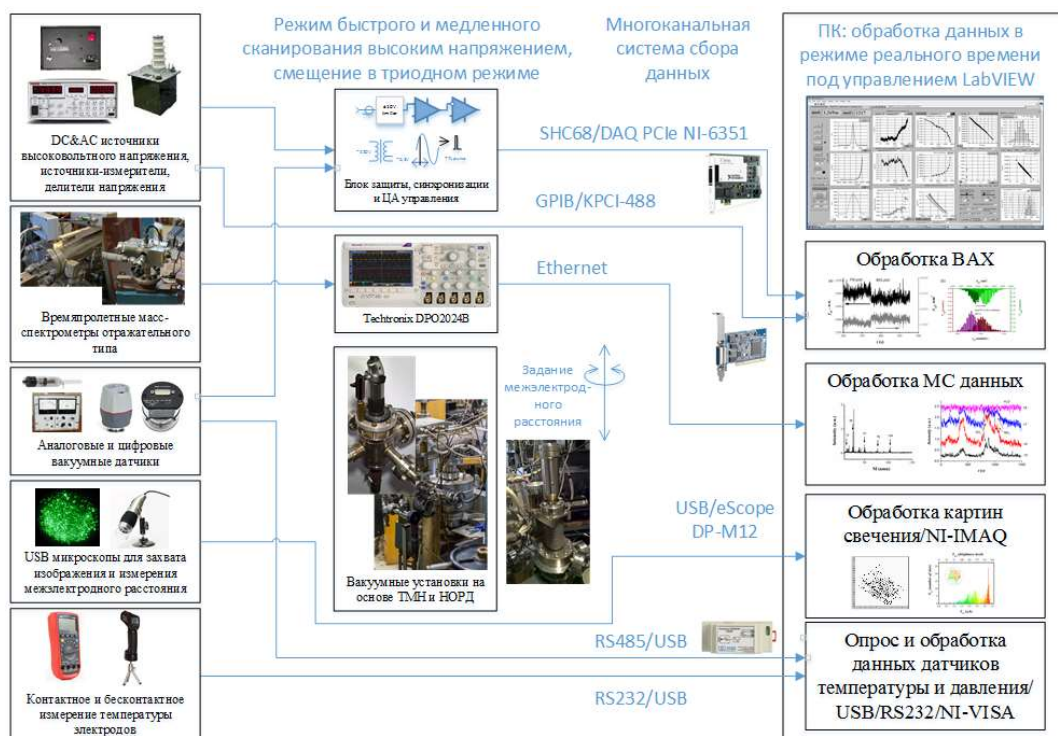 Режим быстрого и медленного
сканирования высоким напряжением,
смещение в триодном режиме
Многоканальная
система сбора
данных
ПК: обработка данных в
режиме реального времени
под управлением LabVIEW
DC&AC источники
высоковольтного напряжения,
источники-измерители,
делители напряжения
Времяпролетные масс-
спектрометры отражательного
типа
Аналоговые и цифровые
вакуумные датчики
USB микроскопы для захвата
изображения и измерения
межэлектродного расстояния
Контактное и бесконтактное
измерение температуры
электродов
Блок защиты, синхронизации
и ЦА управления
Techtronix DPO2024B
Вакуумные установки на
основе ТМН и НОРД
Задание
межэлектрод-
ного
расстояния
SHC68/DAQ PCIe NI-6351
GPIB/KPCI-488
Ethernet
USB/eScope
DP-M12
RS485/USB
RS232/USB
Обработка ВАХ
Обработка МС данных
Обработка картин
свечения/NI-IMAQ
Опрос и обработка
данных датчиков
температуры и давления/
USB/RS232/NI-VISA